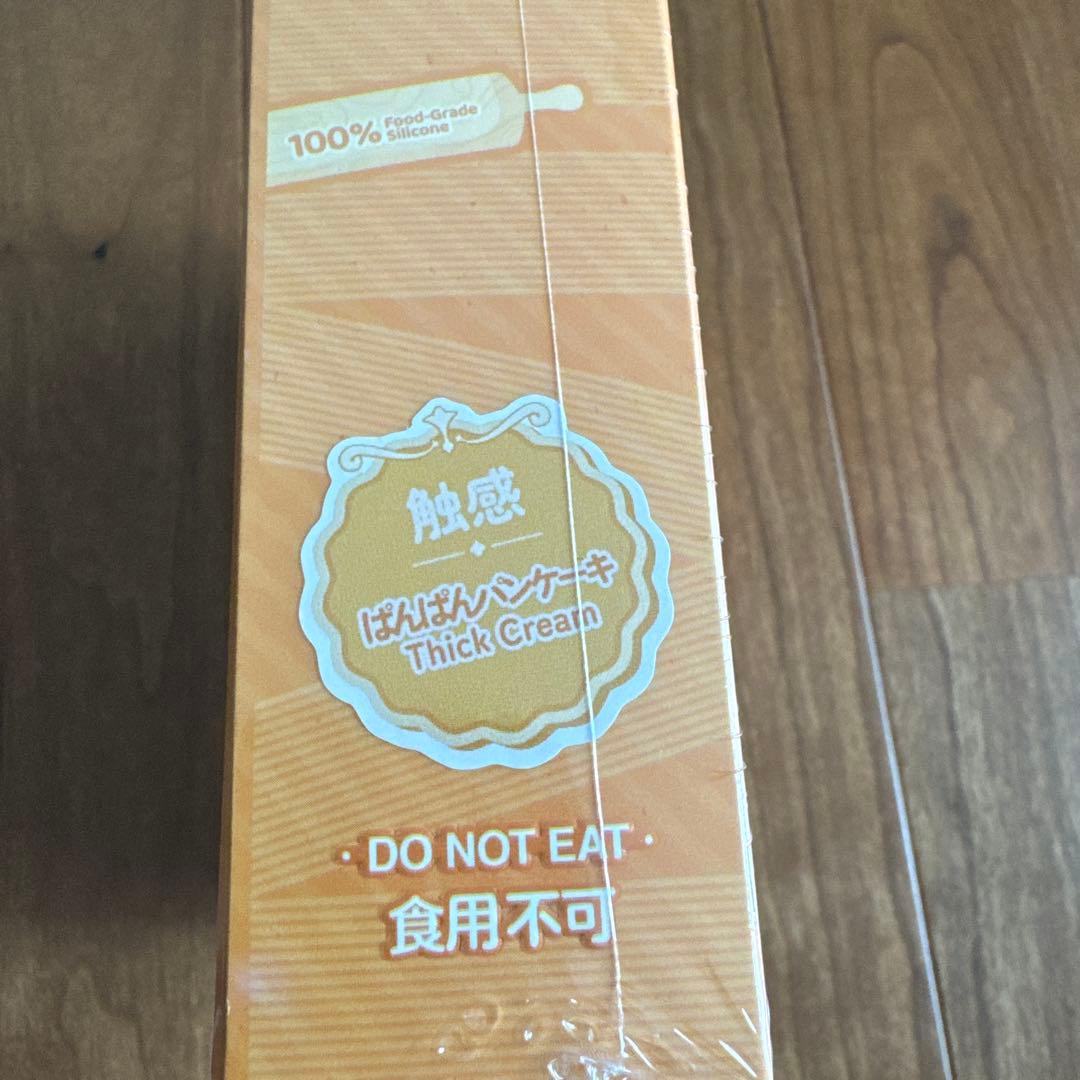 100% Food-Grade
Silicone
触感
ぱんぱんパンケーキ
Thick Cream
· DO NOT EAT ·
食用不可